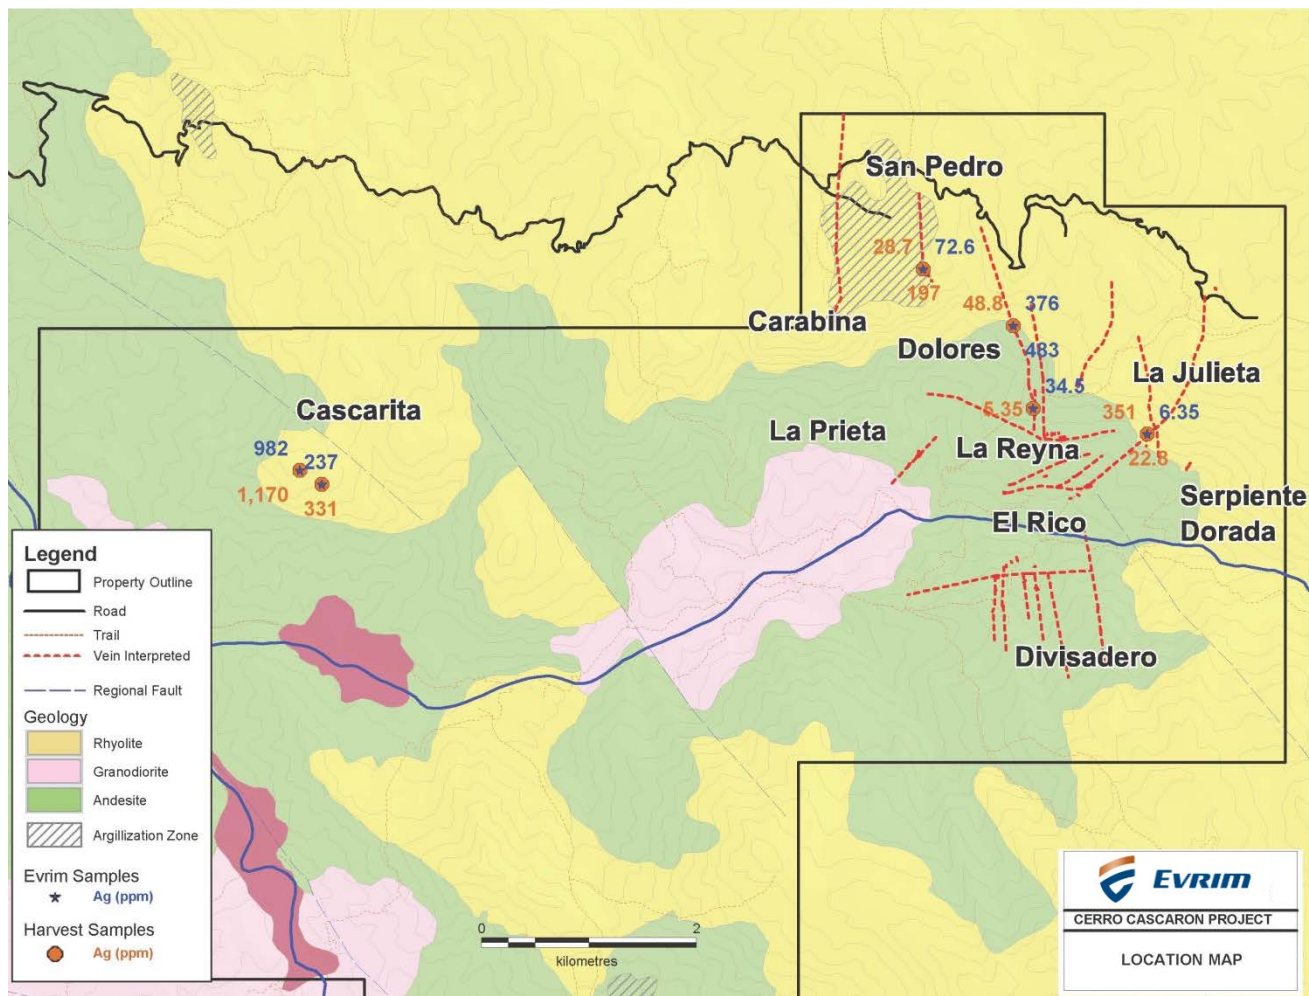 San Pedro
28.7
72.6
197
48.8
376
Carabina
Dolores
483
La Julieta
34.5
Cascarita
5.35
351
6.35
La Prieta
La Reyna
22.8
982
237
1,170
331
Serpiente
Dorada
El Rico
Divisadero
Legend
Property Outline
Road
Trail
Vein Interpreted
Regional Fault
Geology
Rhyolite
Granodiorite
Andesite
Argillization Zone
Evrim Samples
Ag (ppm)
Harvest Samples
Ag (ppm)
0 2
kilometres
EVRIM
CERRO CASCARON PROJECT
LOCATION MAP